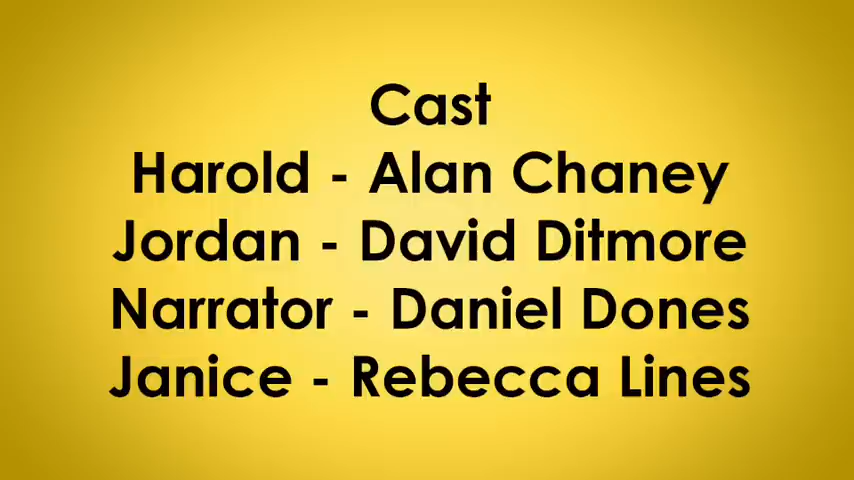 Cast
Harold - Alan Chaney
Jordan - David Ditmore
Narrator - Daniel Dones
Janice - Rebecca Lines